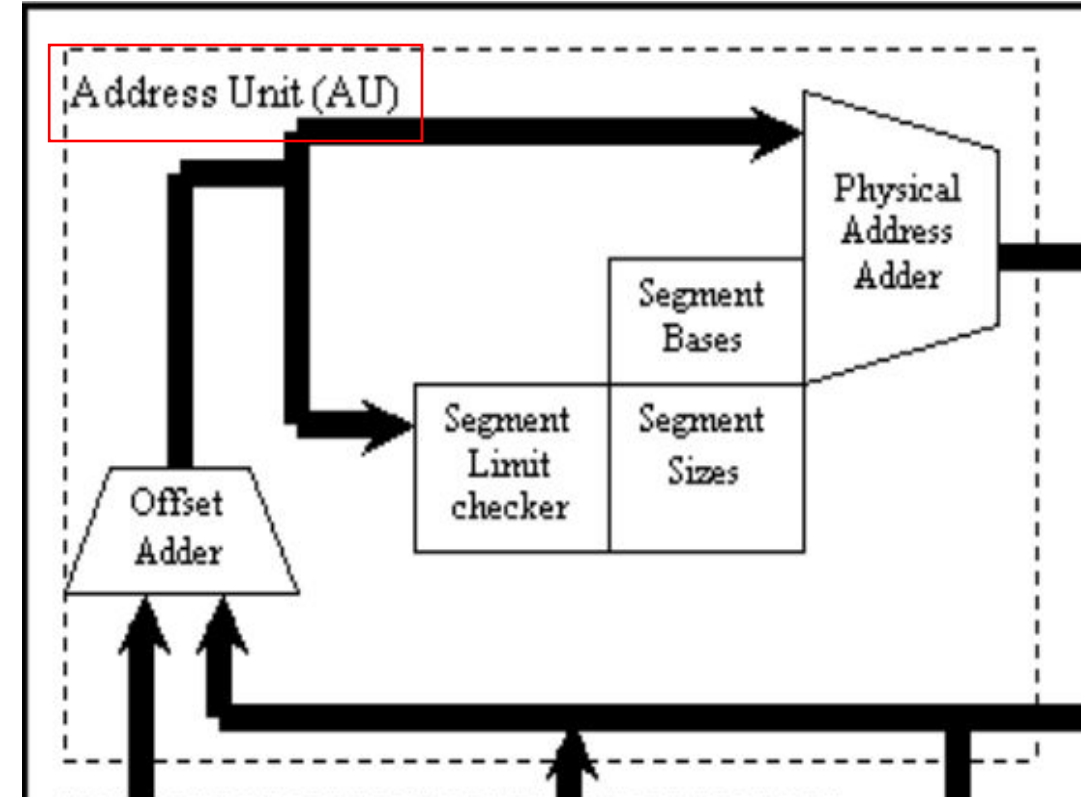 Address Unit (AU)
Physical
Address
Adder
Segment
Bases
Segment
Limit
checker
Segment
Sizes
Offset
Adder